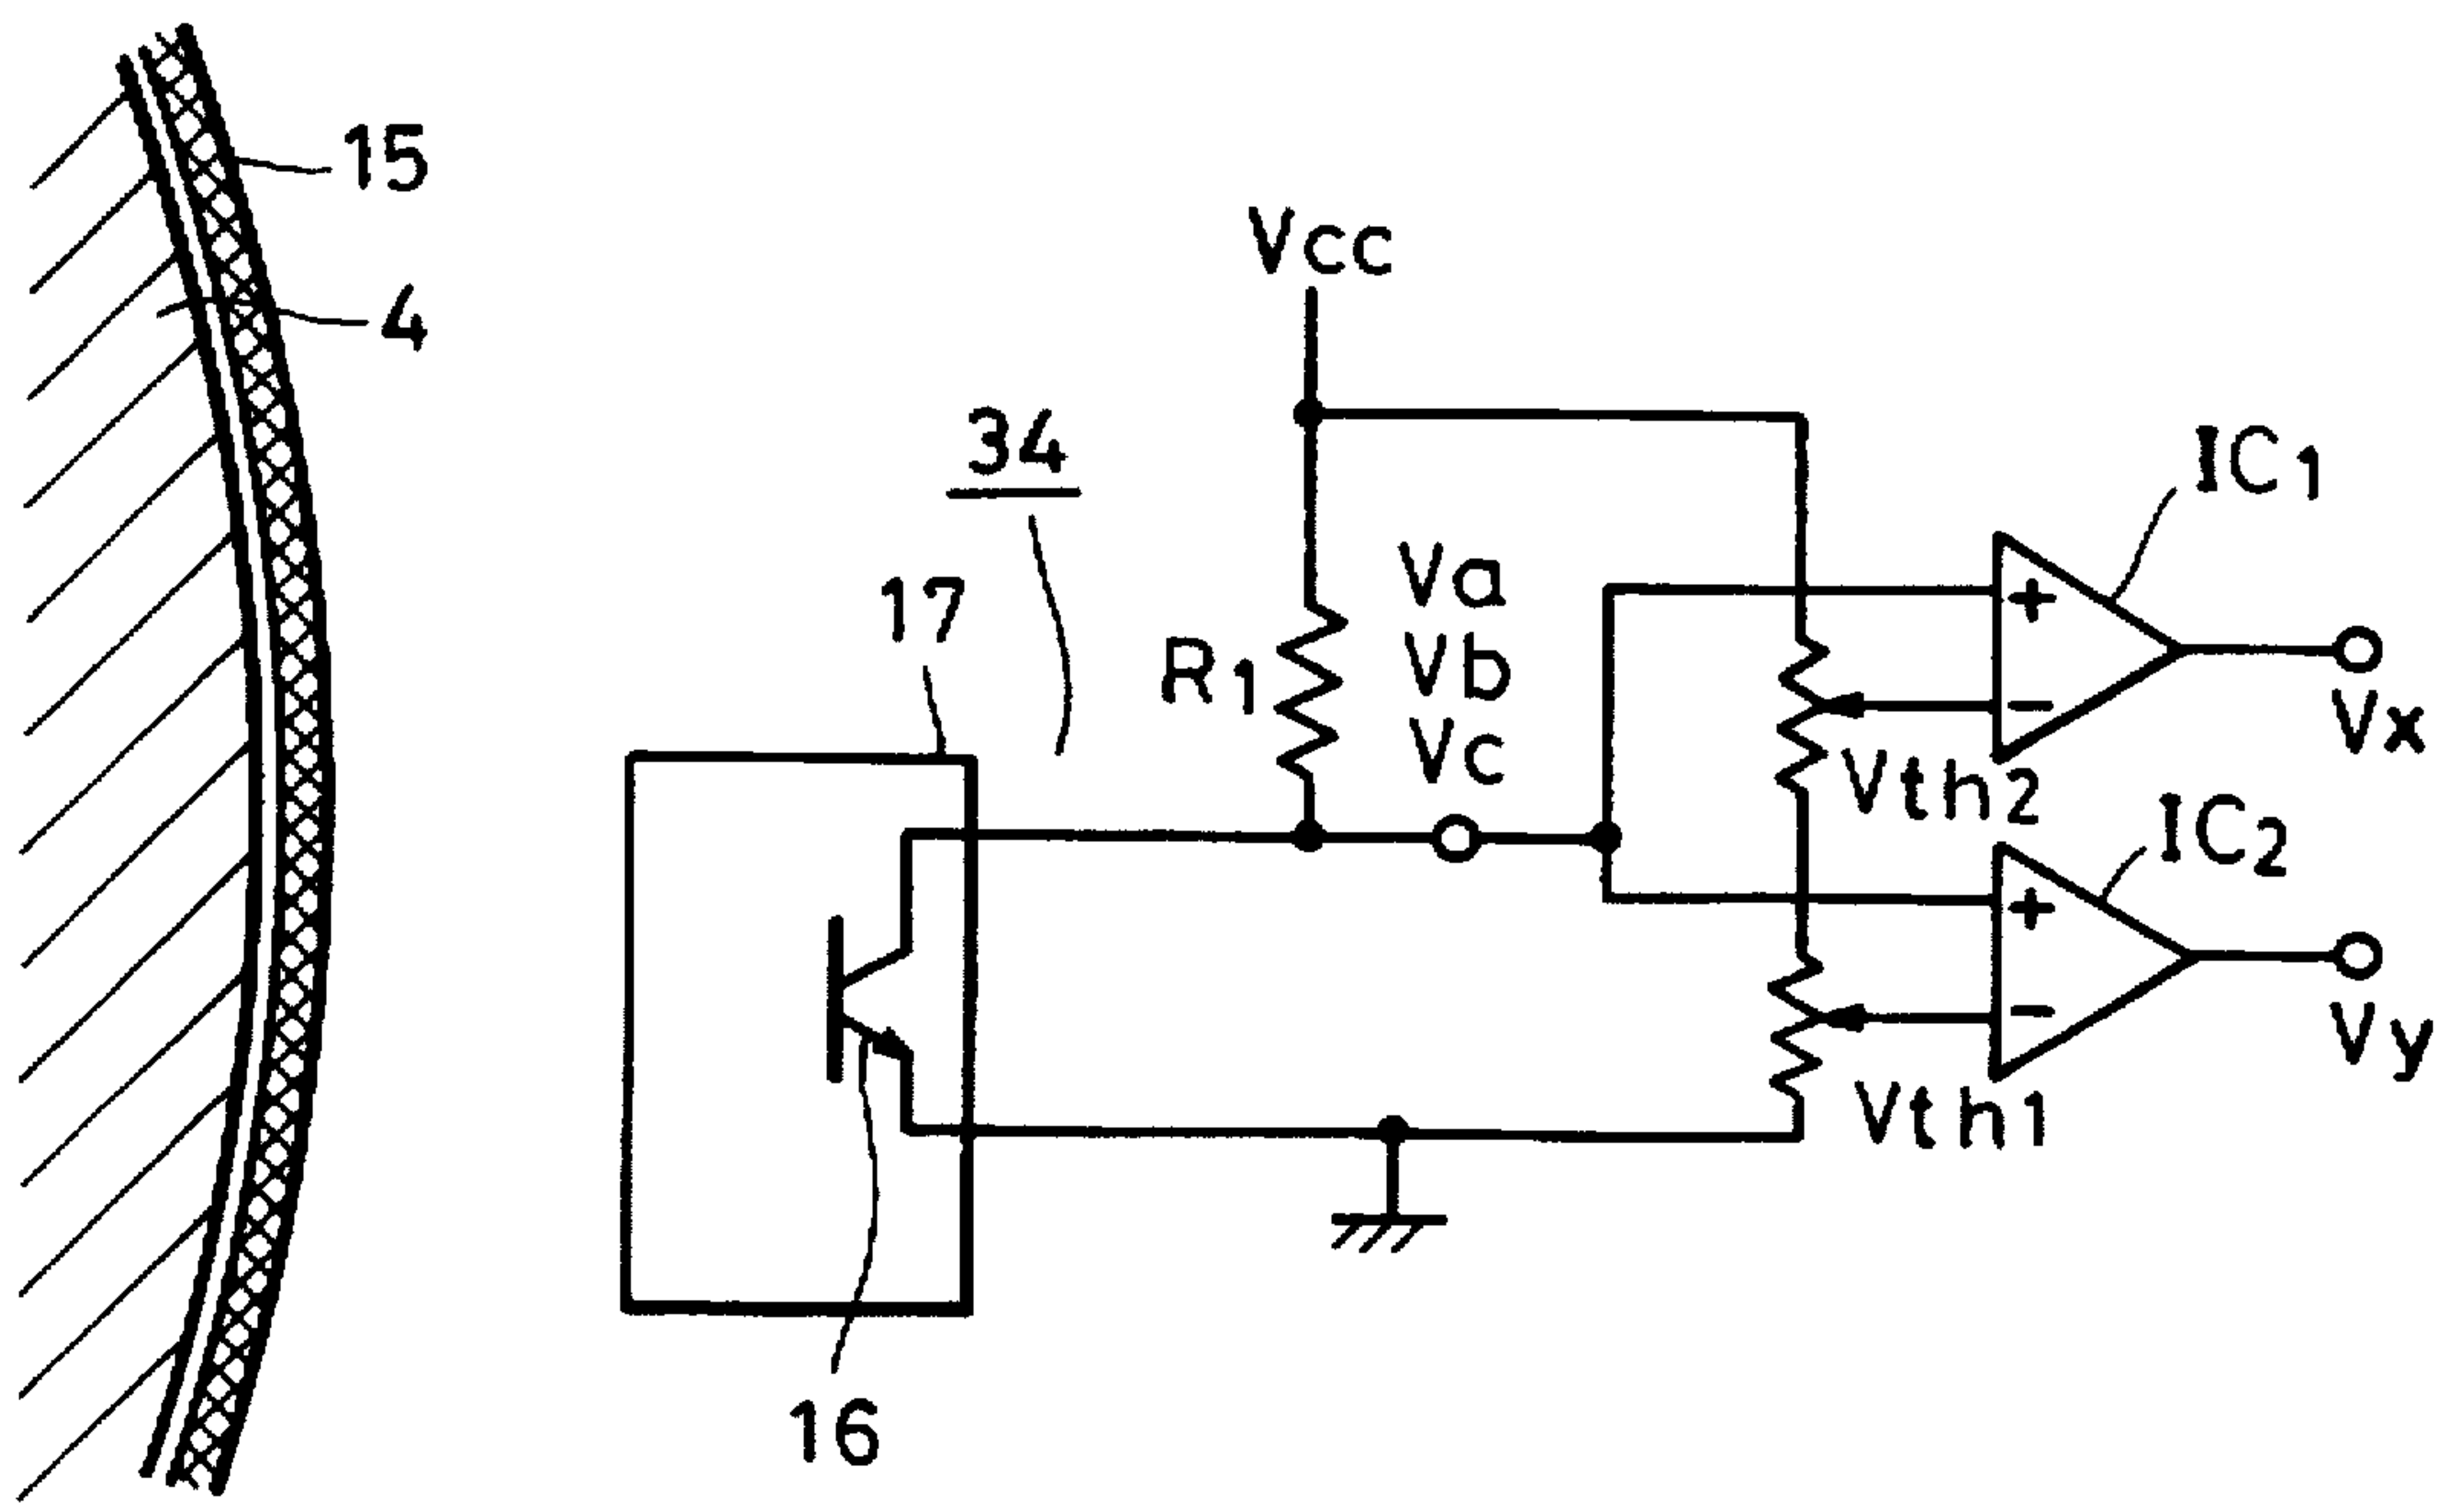 15
4
Vcc
34
IC1
17
Va
Vb
Vc
R1
+
−
Vx
Vth2
IC2
+
−
Vy
Vth1
16